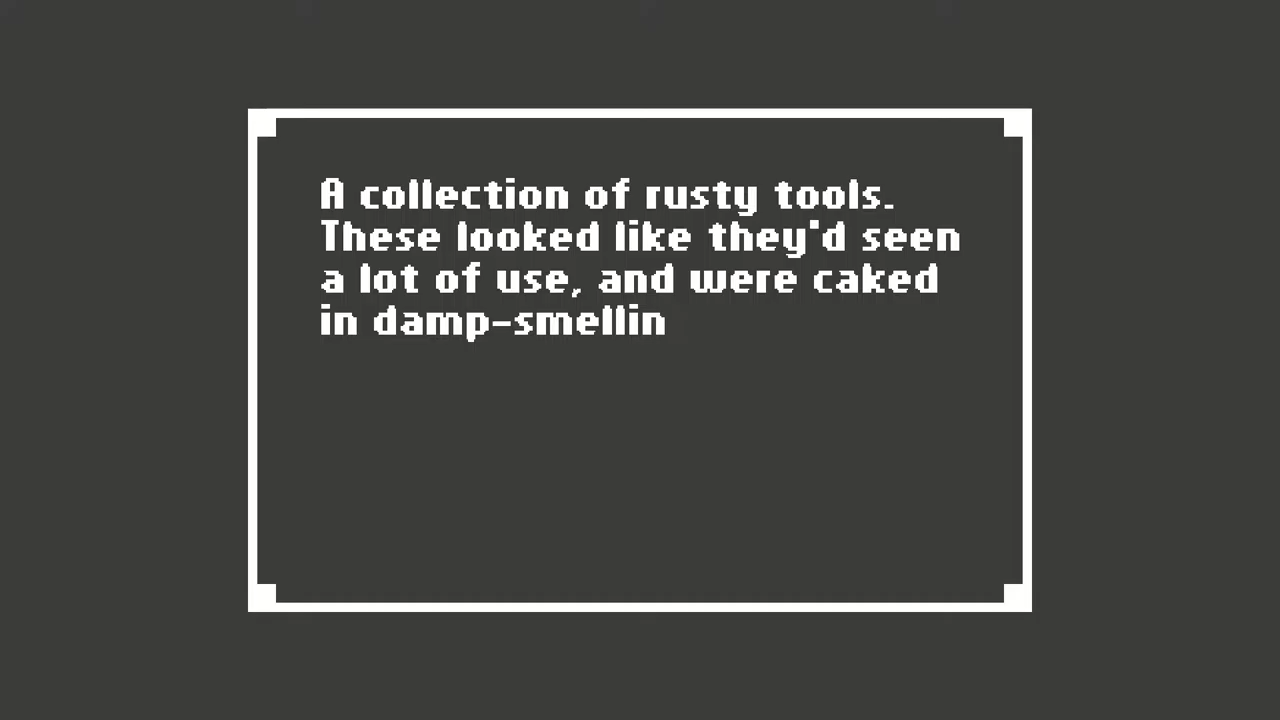 A collection of rusty tools.
These looked like they'd seen
a lot of use, and were caked
in damp-smellin